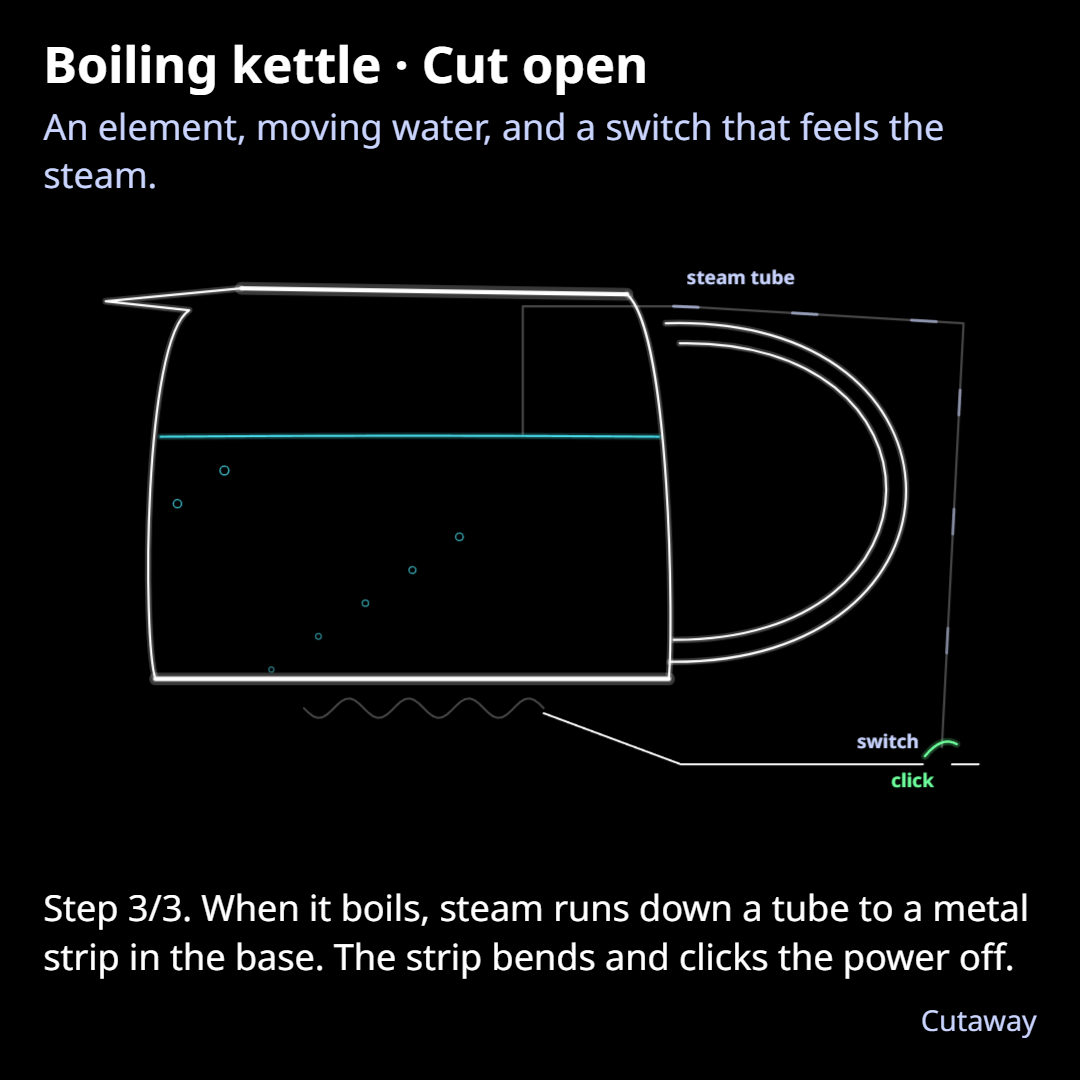 Boiling kettle · Cut open
An element, moving water, and a switch that feels the
steam.
steam tube
switch
click
Step 3/3. When it boils, steam runs down a tube to a metal
strip in the base. The strip bends and clicks the power off.
Cutaway